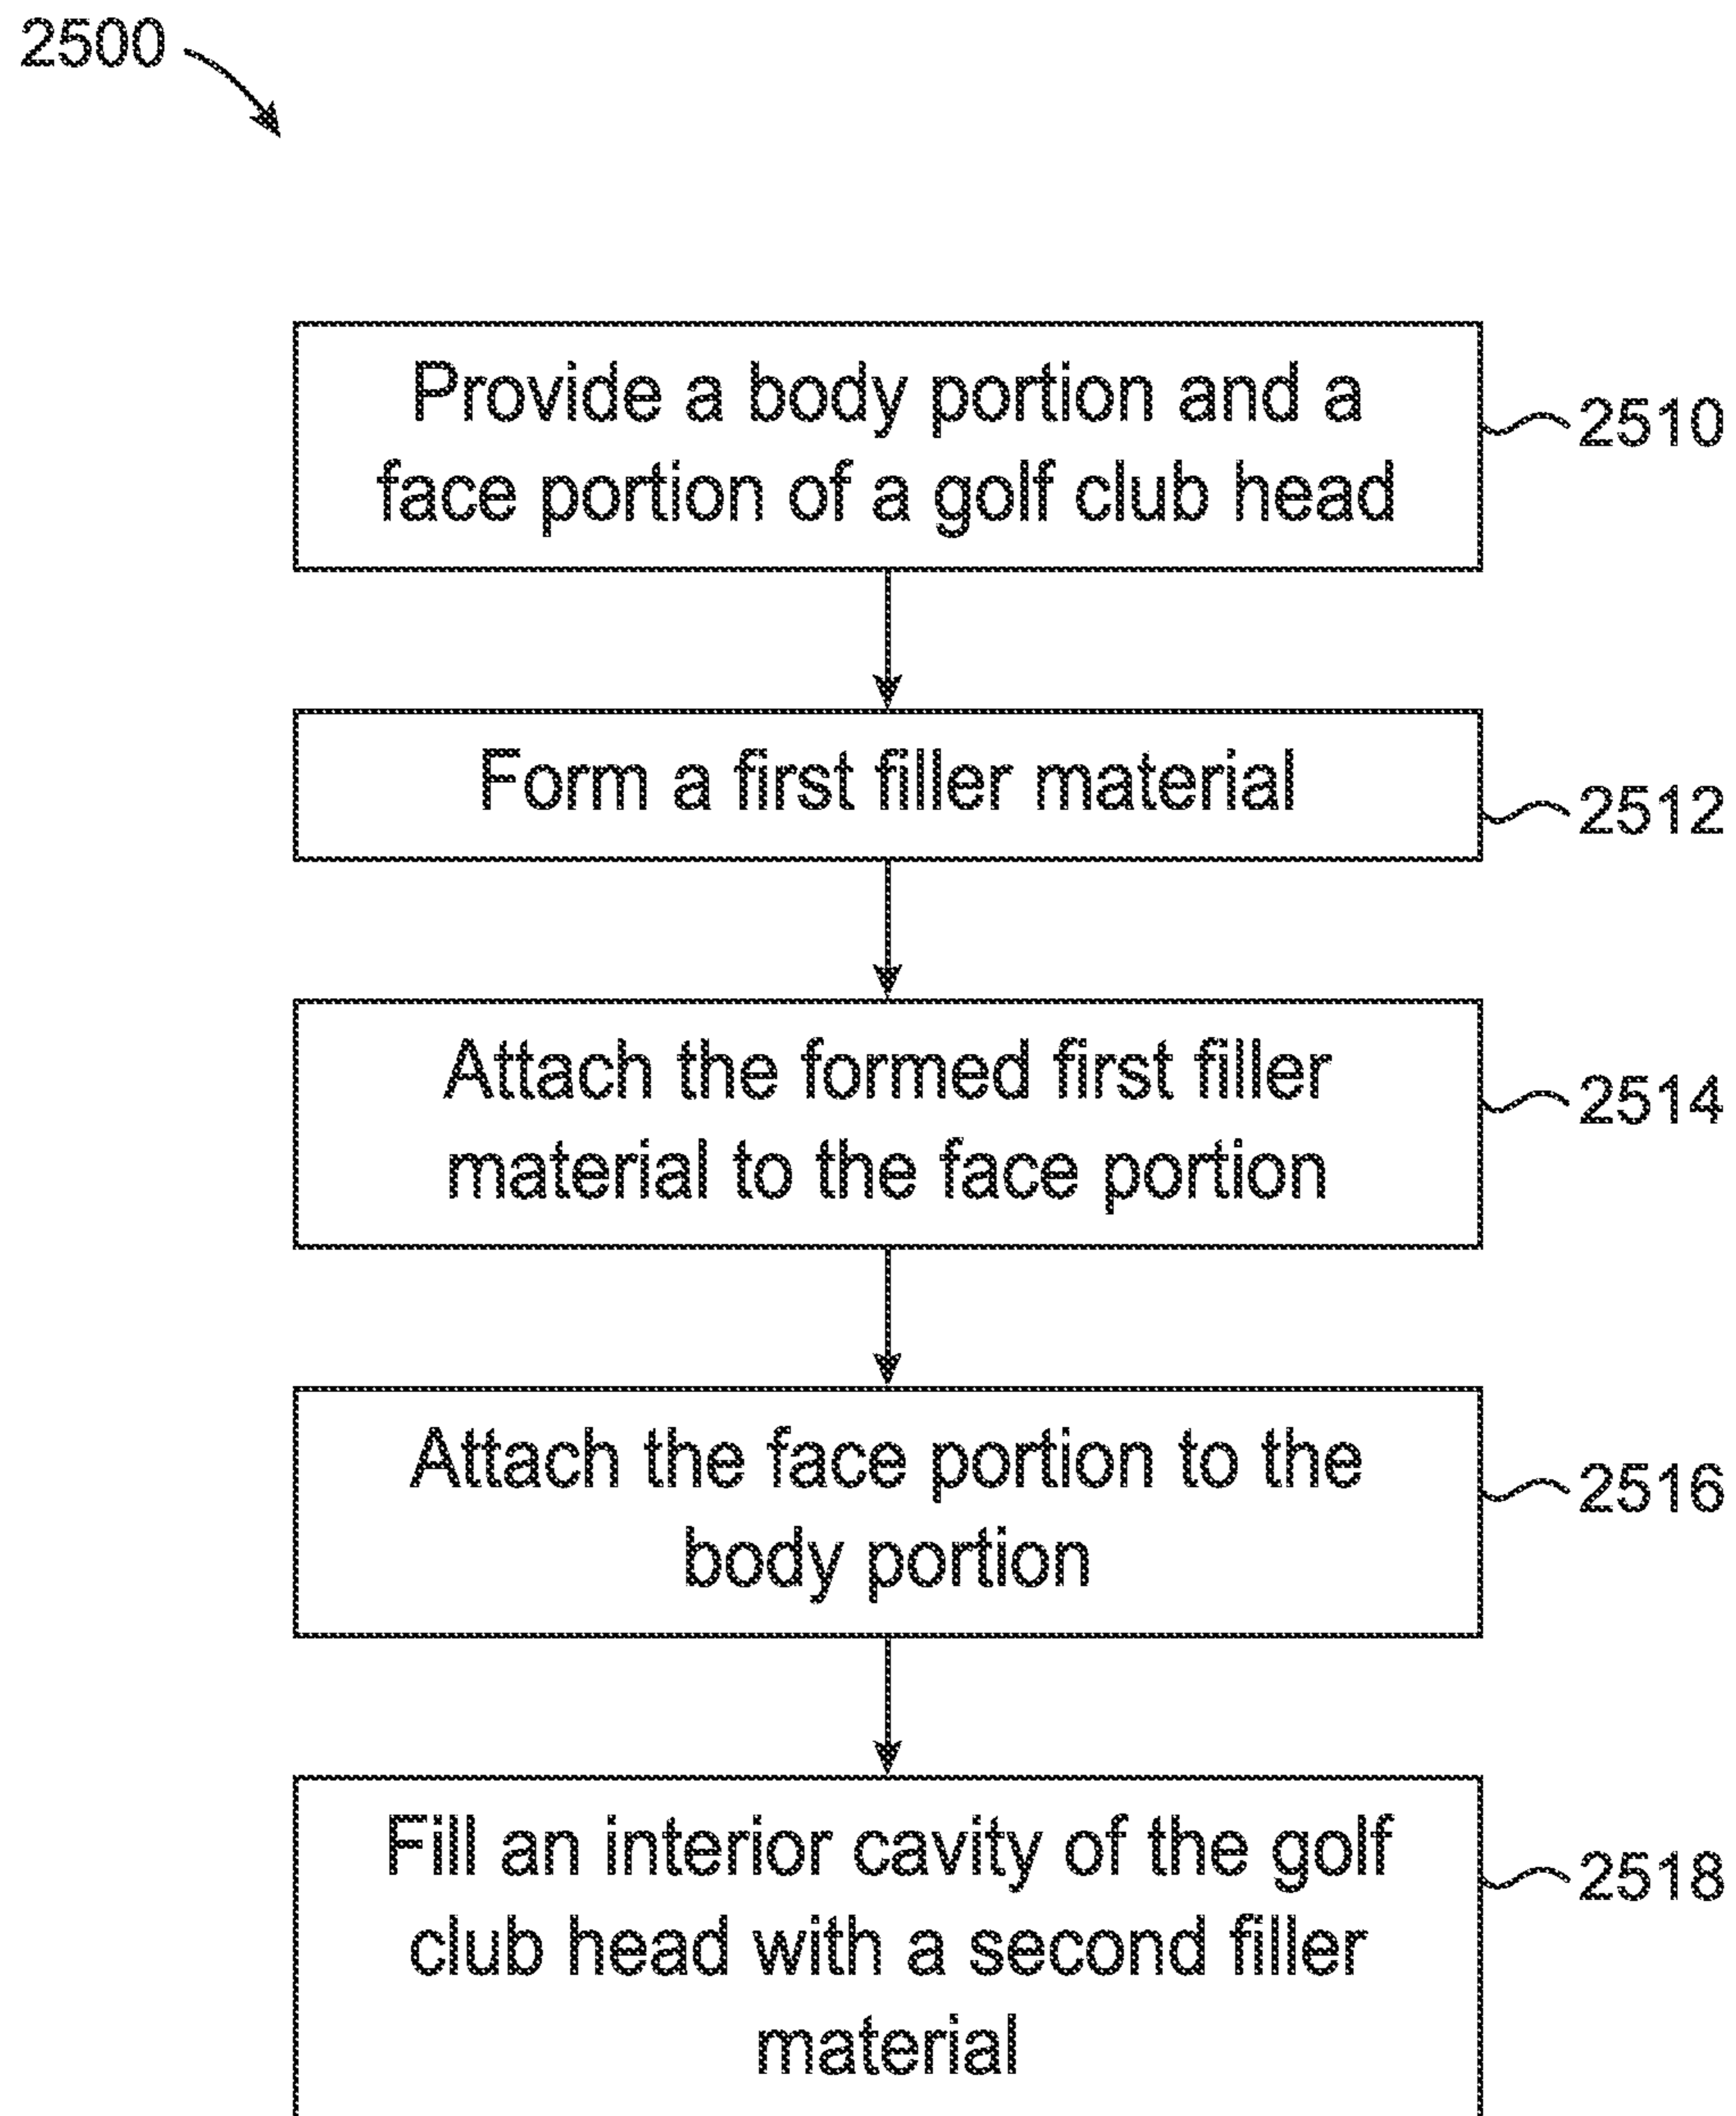 2500
Provide a body portion and a
face portion of a golf club head
2510
Form a first filler material
2512
Attach the formed first filler
material to the face portion
2514
Attach the face portion to the
body portion
2516
Fill an interior cavity of the golf
club head with a second filler
material
2518